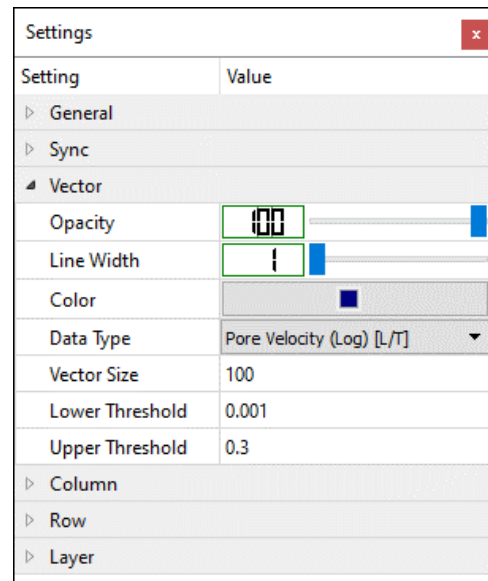 Settings
x
Setting Value
General
Sync
Vector
Opacity 100
Line Width 1
Color
Data Type Pore Velocity (Log) [L/T]
Vector Size 100
Lower Threshold 0.001
Upper Threshold 0.3
Column
Row
Layer